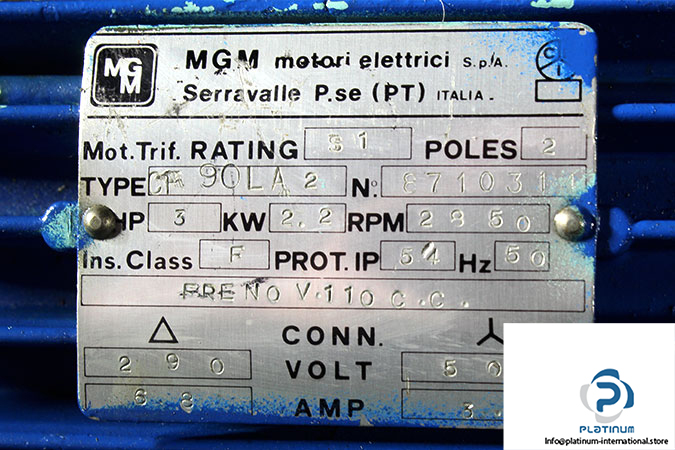 MGM
MGM motori elettrici S.p/A.
Serravalle P.se (PT) ITALIA.
Mot. Trif. RATING S1 POLES 2
TYPE 90LA 2 N:
HP 3 KW 2.2 RPM 2850
Ins. Class F PROT. IP 54 Hz 50
FRENO V.110 C.C.
Δ CONN.
290 VOLT
68 AMP
PLATINUM
Info@platinum-international.store